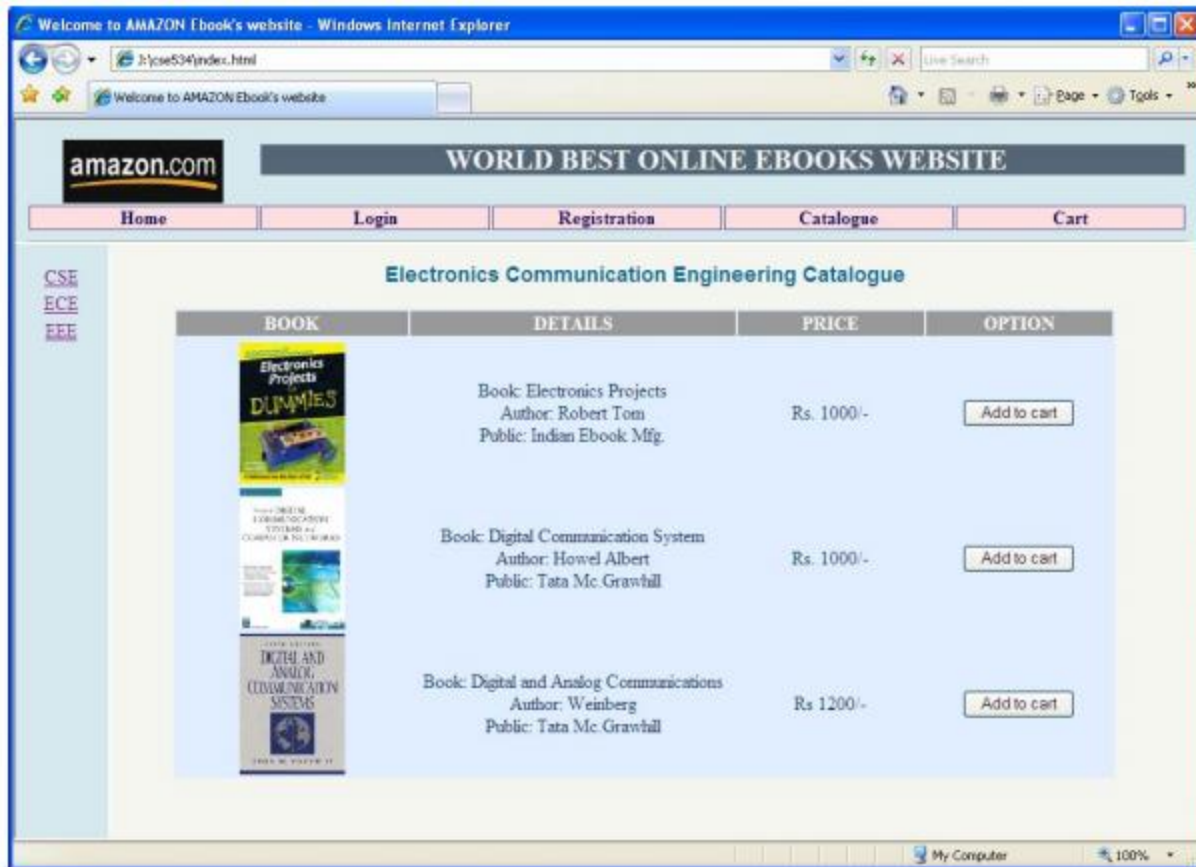 Welcome to AMAZON Ebook's website - Windows Internet Explorer
J:\cse534\index.html
Live Search
Welcome to AMAZON Ebook's website
Page
Tools
amazon.com
WORLD BEST ONLINE EBOOKS WEBSITE
Home Login Registration Catalogue Cart
CSE
ECE
EEE
Electronics Communication Engineering Catalogue
BOOK DETAILS PRICE OPTION
Electronics
Projects
DUMMIES
Book: Electronics Projects
Author: Robert Tom
Public: Indian Ebook Mfg.
Rs. 1000/-
Add to cart
DIGITAL
COMMUNICATION
SYSTEMS
COMPUTER NETWORKS
Book: Digital Communication System
Author: Howel Albert
Public: Tata Mc.Grawhill
Rs. 1000/-
Add to cart
DIGITAL AND
ANALOG
COMMUNICATION
SYSTEMS
Book: Digital and Analog Communications
Author: Weinberg
Public: Tata Mc.Grawhill
Rs 1200/-
Add to cart
My Computer
100%